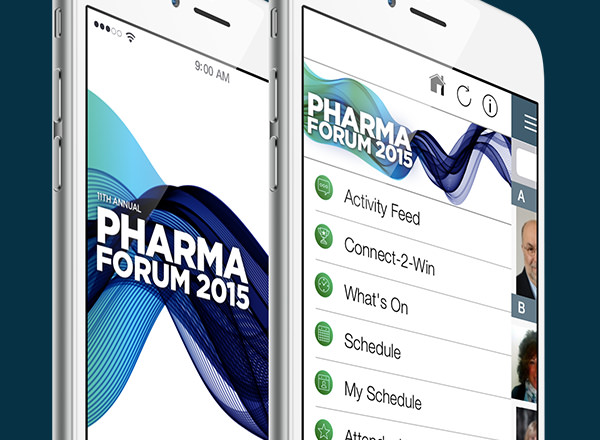 9:00 AM
11TH ANNUAL
PHARMA
FORUM 2015
PHARMA
FORUM 2015
Activity Feed
Connect-2-Win
What's On
Schedule
My Schedule
A
B